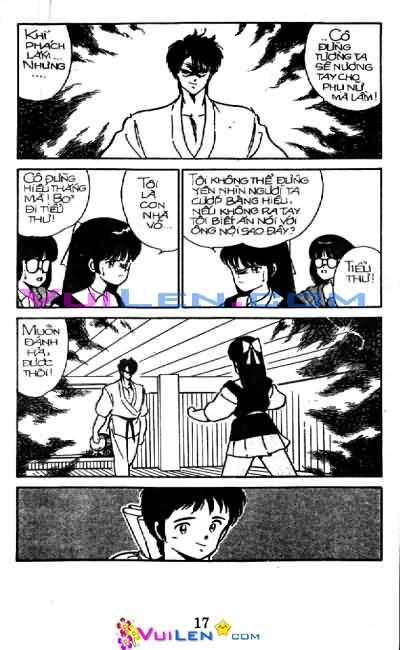 KHÍ
PHÁCH
LẮM...
NHƯNG
....
...CÔ
ĐỪNG
TƯỞNG TA
SẼ NƯƠNG
TAY CHO
PHỤ NỮ
MÀ LẦM!
CÔ ĐỪNG
HIẾU THẮNG
MÀ! BỎ
ĐI TIỂU
THƯ!
TÔI
LÀ
CON
NHÀ
VÕ...
TÔI KHÔNG THỂ ĐỨNG
YÊN NHÌN NGƯỜI TA
CƯỚP BẢNG HIỆU,
NẾU KHÔNG RA TAY
TÔI BIẾT ĂN NÓI VỚI
ÔNG NỘI SAO ĐÂY?
TIỂU
THƯ!
VUILEN.COM
MUỐN
ĐÁNH
HẢ,
ĐƯỢC
THÔI!
17
VUILEN.COM